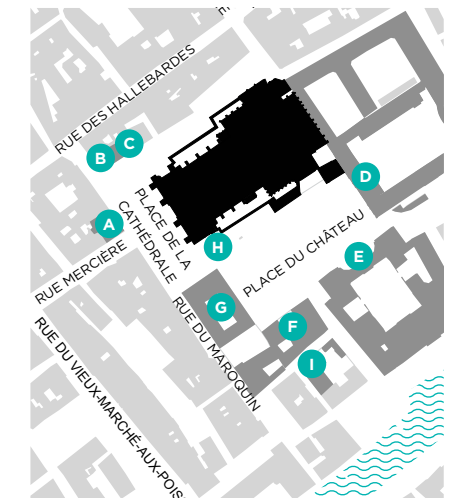 RUE DES HALLEBARDES
C
B
D
PLACE DE LA
CATHÉDRALE
A
H
PLACE DU CHÂTEAU
RUE MERCIÈRE
E
G
RUE DU MAROQUIN
F
I
RUE DU VIEUX-MARCHÉ-AUX-POIS